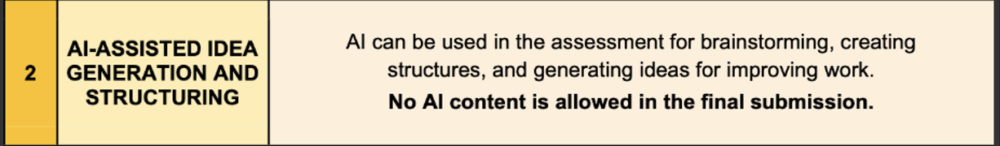 2
AI-ASSISTED IDEA
GENERATION AND
STRUCTURING
AI can be used in the assessment for brainstorming, creating
structures, and generating ideas for improving work.
No AI content is allowed in the final submission.